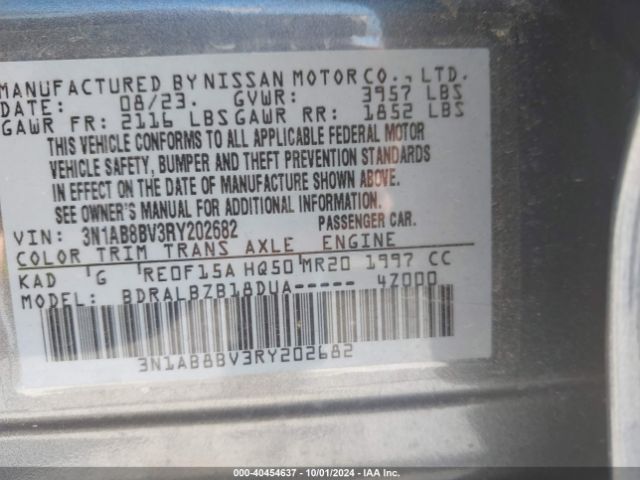 MANUFACTURED BY NISSAN MOTOR CO., LTD.
DATE: 08/23. GVWR: 3957 LBS
GAWR FR: 2116 LBS GAWR RR: 1852 LBS
THIS VEHICLE CONFORMS TO ALL APPLICABLE FEDERAL MOTOR
VEHICLE SAFETY, BUMPER AND THEFT PREVENTION STANDARDS
IN EFFECT ON THE DATE OF MANUFACTURE SHOWN ABOVE.
SEE OWNER'S MANUAL FOR ADDITIONAL INFORMATION.
VIN: 3N1AB8BV3RY202682 PASSENGER CAR.
COLOR TRIM TRANS AXLE ENGINE
KAD G RE0F15A HQ50 MR20 1997 CC
MODEL: BDRALBZB18DUA----- 4Z000
3N1AB8BV3RY202682
000-40454637 - 10/01/2024 - IAA Inc.